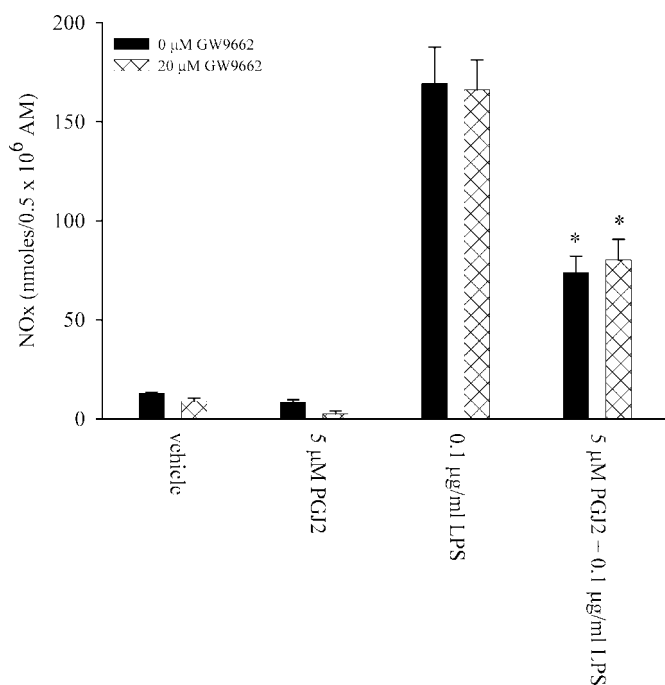 200
150
100
50
0
NOx (nmoles/0.5 x 10⁶ AM)
0 µM GW9662
20 µM GW9662
*
*
vehicle
5 µM PGJ2
0.1 µg/ml LPS
5 µM PGJ2 – 0.1 µg/ml LPS